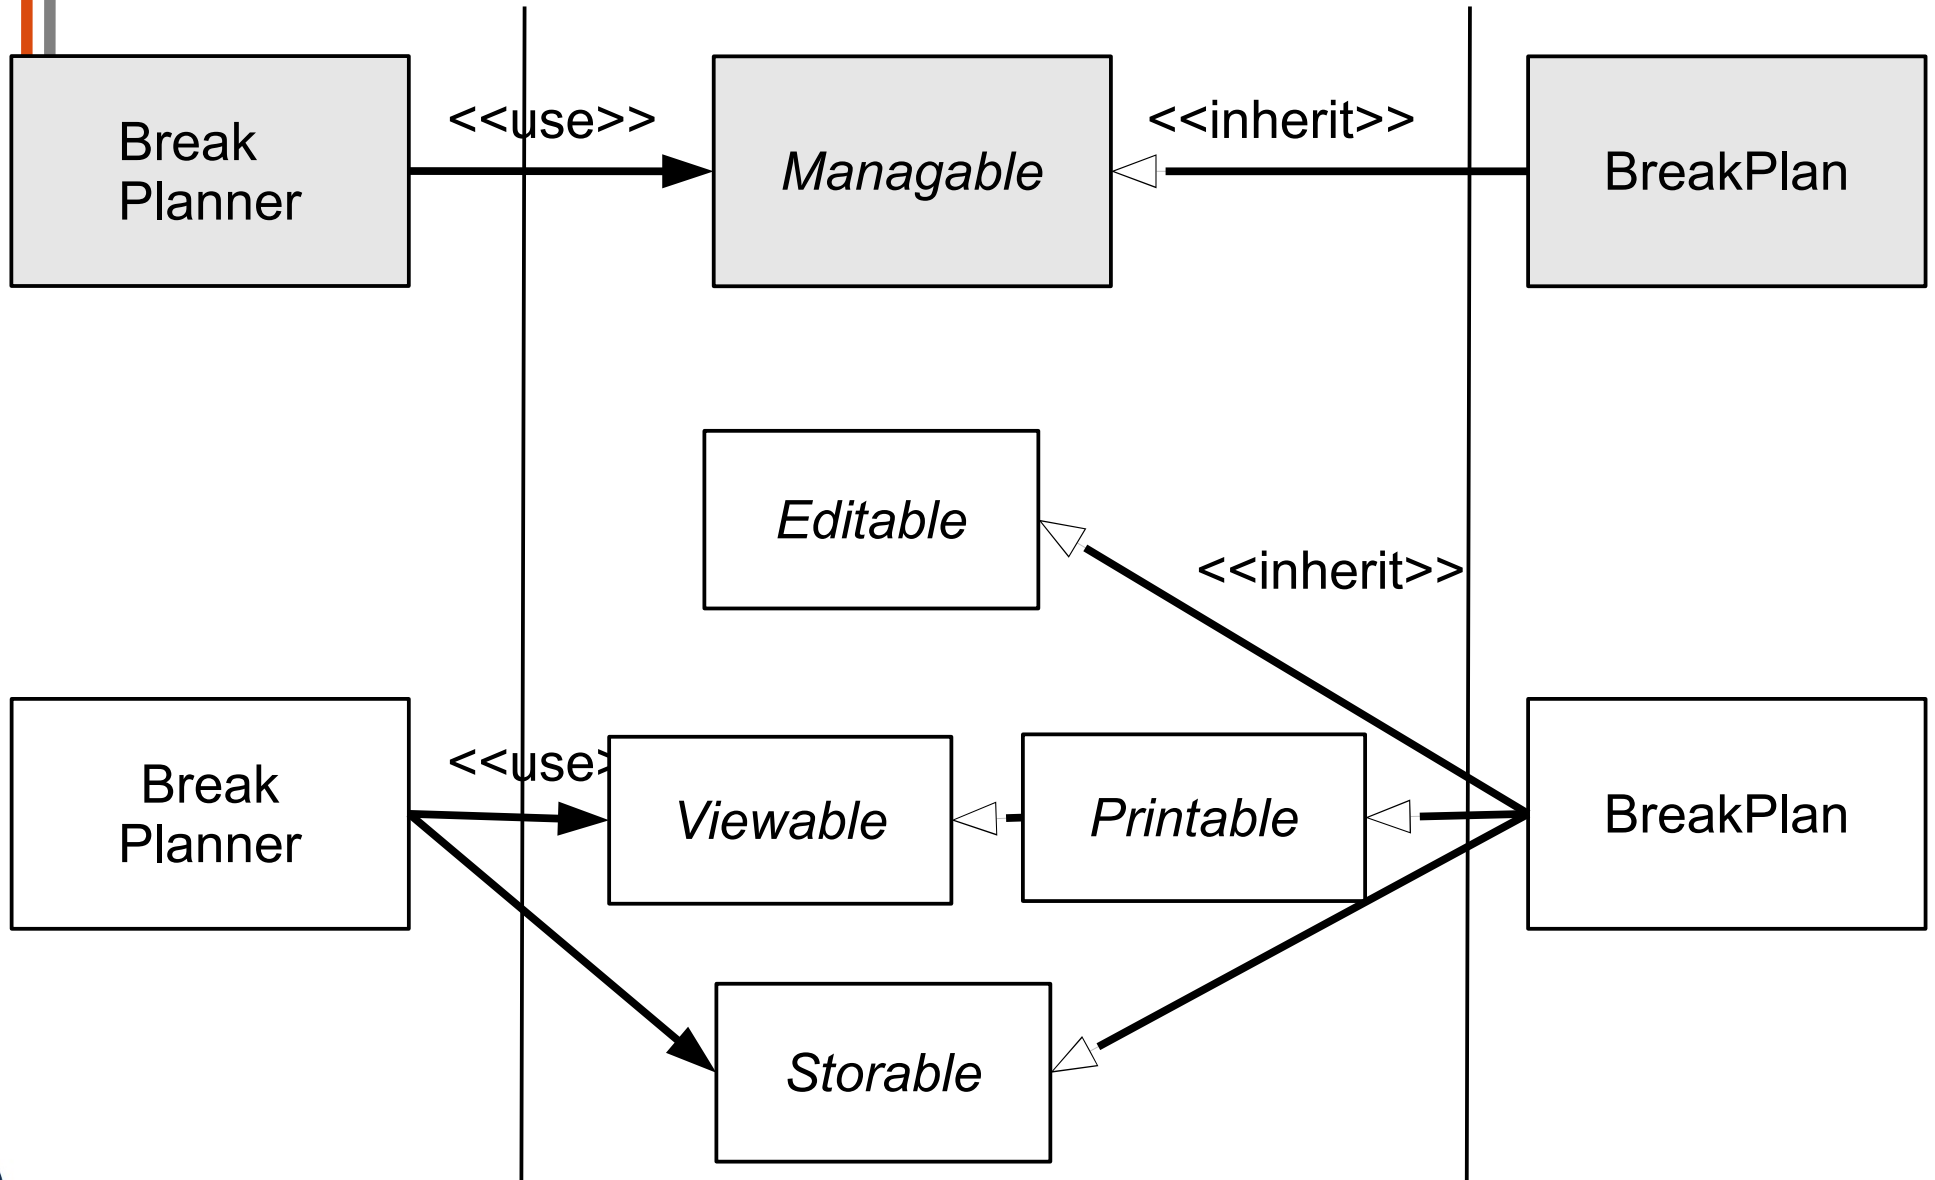 Break
Planner
<<use>>
Managable
<<inherit>>
BreakPlan
Editable
<<inherit>>
Break
Planner
<<use>
Viewable
Printable
BreakPlan
Storable